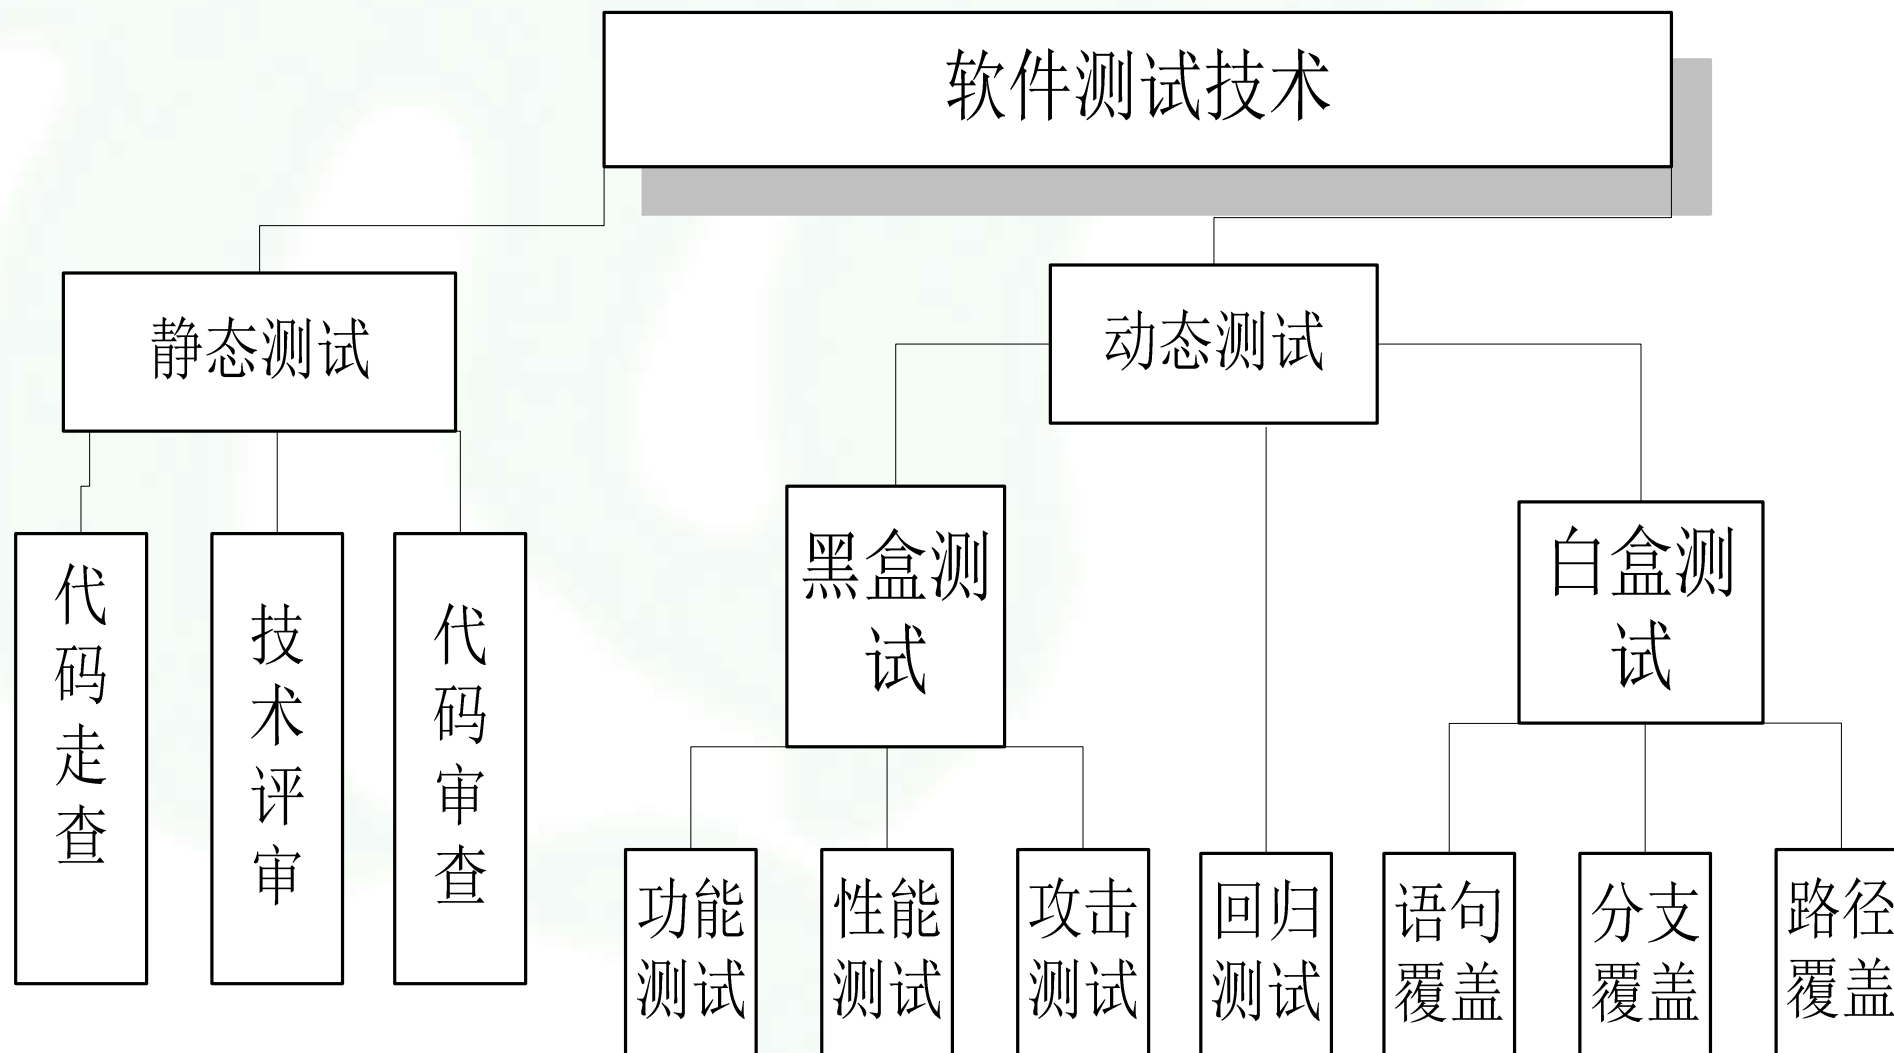 软件测试技术
静态测试
动态测试
黑盒测
试
白盒测
试
代
码
走
查
技
术
评
审
代
码
审
查
功能
测试
性能
测试
攻击
测试
回归
测试
语句
覆盖
分支
覆盖
路径
覆盖